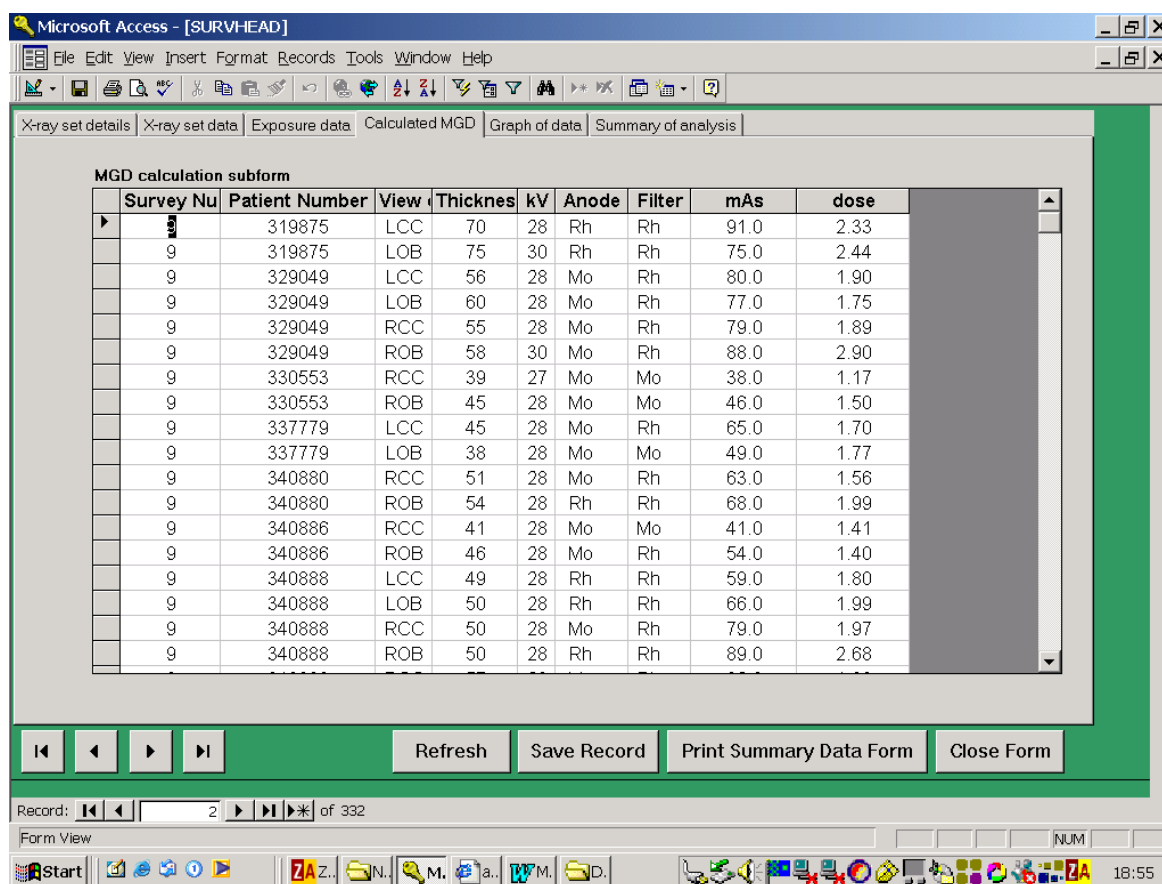 Microsoft Access - [SURVHEAD]
File Edit View Insert Format Records Tools Window Help
X-ray set details X-ray set data Exposure data Calculated MGD Graph of data Summary of analysis
MGD calculation subform
Survey Nu Patient Number View Thicknes kV Anode Filter mAs dose
9 319875 LCC 70 28 Rh Rh 91.0 2.33
9 319875 LOB 75 30 Rh Rh 75.0 2.44
9 329049 LCC 56 28 Mo Rh 80.0 1.90
9 329049 LOB 60 28 Mo Rh 77.0 1.75
9 329049 RCC 55 28 Mo Rh 79.0 1.89
9 329049 ROB 58 30 Mo Rh 88.0 2.90
9 330553 RCC 39 27 Mo Mo 38.0 1.17
9 330553 ROB 45 28 Mo Mo 46.0 1.50
9 337779 LCC 45 28 Mo Rh 65.0 1.70
9 337779 LOB 38 28 Mo Mo 49.0 1.77
9 340880 RCC 51 28 Mo Rh 63.0 1.56
9 340880 ROB 54 28 Rh Rh 68.0 1.99
9 340886 RCC 41 28 Mo Mo 41.0 1.41
9 340886 ROB 46 28 Mo Rh 54.0 1.40
9 340888 LCC 49 28 Rh Rh 59.0 1.80
9 340888 LOB 50 28 Rh Rh 66.0 1.99
9 340888 RCC 50 28 Mo Rh 79.0 1.97
9 340888 ROB 50 28 Rh Rh 89.0 2.68
Refresh Save Record Print Summary Data Form Close Form
Record: 2 of 332
Form View NUM
Start ZA Z.. N.. M. a.. M. D. ZA 18:55